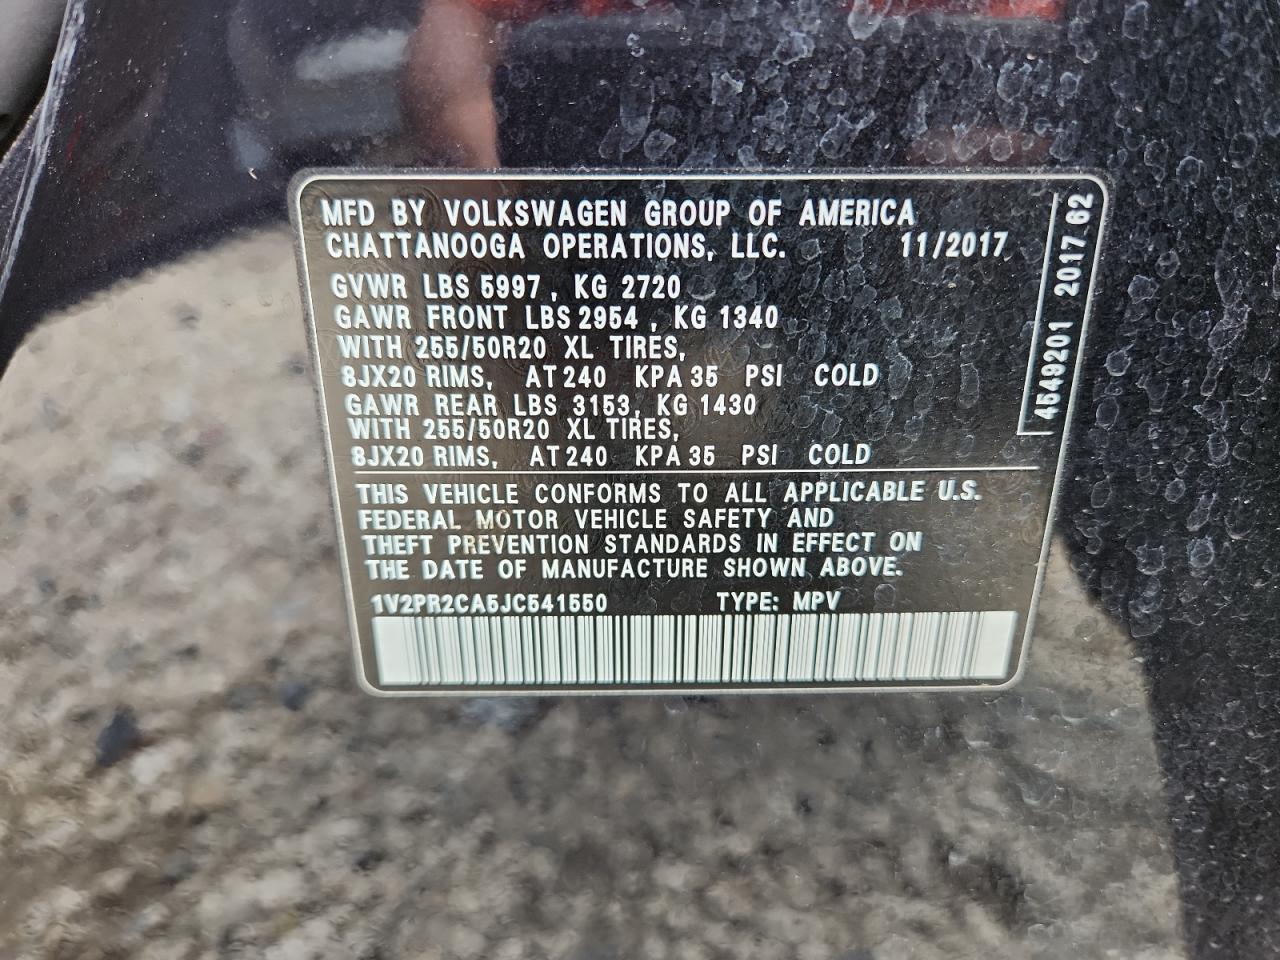 MFD BY VOLKSWAGEN GROUP OF AMERICA
CHATTANOOGA OPERATIONS, LLC. 11/2017
GVWR LBS 5997 , KG 2720
GAWR FRONT LBS 2954 , KG 1340
WITH 255/50R20 XL TIRES,
8JX20 RIMS, AT 240 KPA 35 PSI COLD
GAWR REAR LBS 3153, KG 1430
WITH 255/50R20 XL TIRES,
8JX20 RIMS, AT 240 KPA 35 PSI COLD
4549201 2017 62
THIS VEHICLE CONFORMS TO ALL APPLICABLE U.S.
FEDERAL MOTOR VEHICLE SAFETY AND
THEFT PREVENTION STANDARDS IN EFFECT ON
THE DATE OF MANUFACTURE SHOWN ABOVE.
1V2PR2CA5JC541550 TYPE: MPV